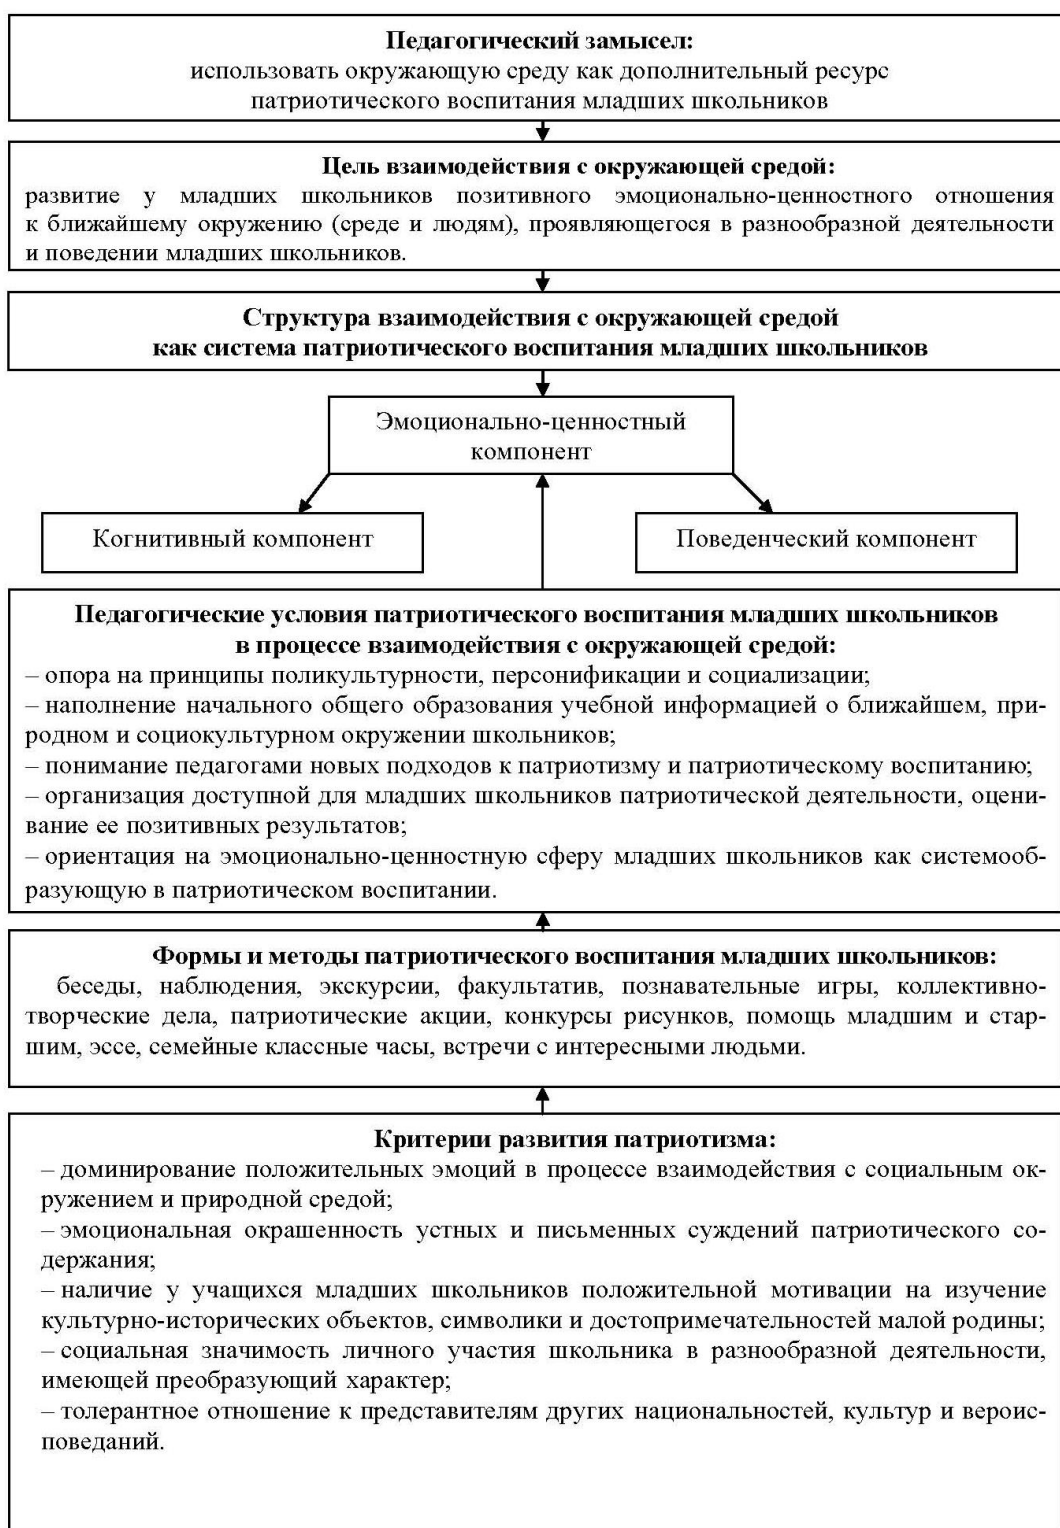 Педагогический замысел:
использовать окружающую среду как дополнительный ресурс
патриотического воспитания младших школьников
Цель взаимодействия с окружающей средой:
развитие у младших школьников позитивного эмоционально-ценностного отношения
к ближайшему окружению (среде и людям), проявляющегося в разнообразной деятельности
и поведении младших школьников.
Структура взаимодействия с окружающей средой
как система патриотического воспитания младших школьников
Эмоционально-ценностный
компонент
Когнитивный компонент
Поведенческий компонент
Педагогические условия патриотического воспитания младших школьников
в процессе взаимодействия с окружающей средой:
– опора на принципы поликультурности, персонификации и социализации;
– наполнение начального общего образования учебной информацией о ближайшем, при-
родном и социокультурном окружении школьников;
– понимание педагогами новых подходов к патриотизму и патриотическому воспитанию;
– организация доступной для младших школьников патриотической деятельности, оцени-
вание ее позитивных результатов;
– ориентация на эмоционально-ценностную сферу младших школьников как системооб-
разующую в патриотическом воспитании.
Формы и методы патриотического воспитания младших школьников:
беседы, наблюдения, экскурсии, факультатив, познавательные игры, коллективно-
творческие дела, патриотические акции, конкурсы рисунков, помощь младшим и стар-
шим, эссе, семейные классные часы, встречи с интересными людьми.
Критерии развития патриотизма:
– доминирование положительных эмоций в процессе взаимодействия с социальным ок-
ружением и природной средой;
– эмоциональная окрашенность устных и письменных суждений патриотического со-
держания;
– наличие у учащихся младших школьников положительной мотивации на изучение
культурно-исторических объектов, символики и достопримечательностей малой родины;
– социальная значимость личного участия школьника в разнообразной деятельности,
имеющей преобразующий характер;
– толерантное отношение к представителям других национальностей, культур и вероис-
поведаний.